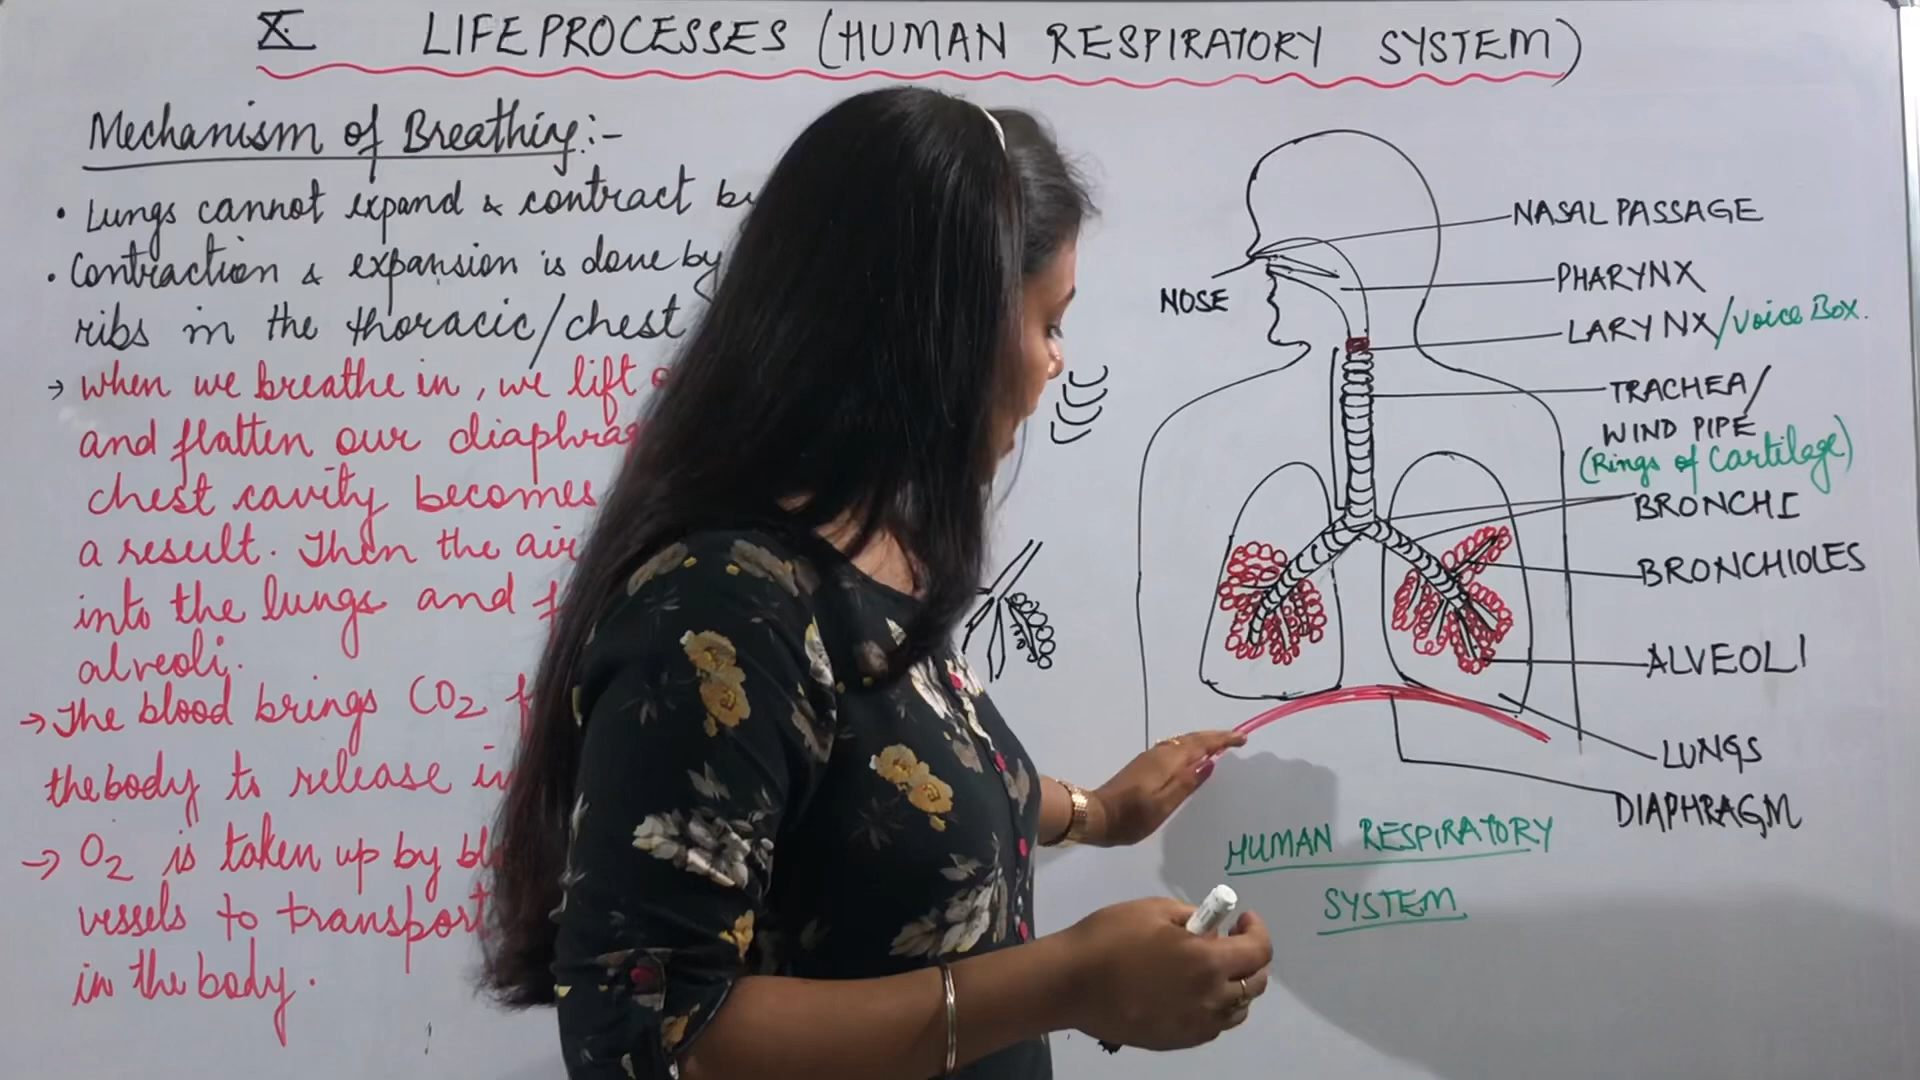 X. LIFE PROCESSES (HUMAN RESPIRATORY SYSTEM)
Mechanism of Breathing:-
• Lungs cannot expand & contract
• Contraction & expansion is done by
ribs in the thoracic/chest
→ When we breathe in, we lift
and flatten our
chest cavity becomes
a result. Then the air
into the lungs and
alveoli.
→ The blood brings CO2
the body to release
→ O2 is taken up by
vessels to transport
in the body.
NASAL PASSAGE
NOSE
PHARYNX
LARYNX/Voice Box.
TRACHEA/
WIND PIPE
(Rings of Cartilage)
BRONCHI
BRONCHIOLES
ALVEOLI
LUNGS
DIAPHRAGM
HUMAN RESPIRATORY
SYSTEM